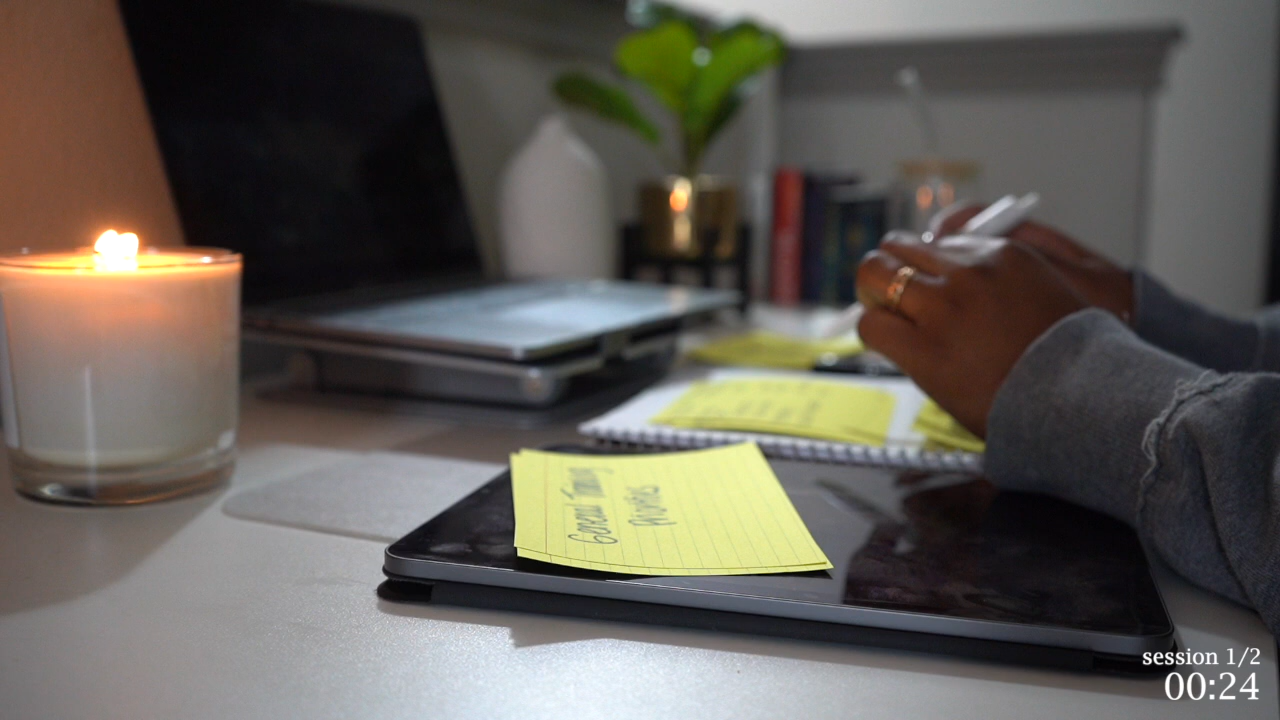 General Training
Priorities
session 1/2
00:24